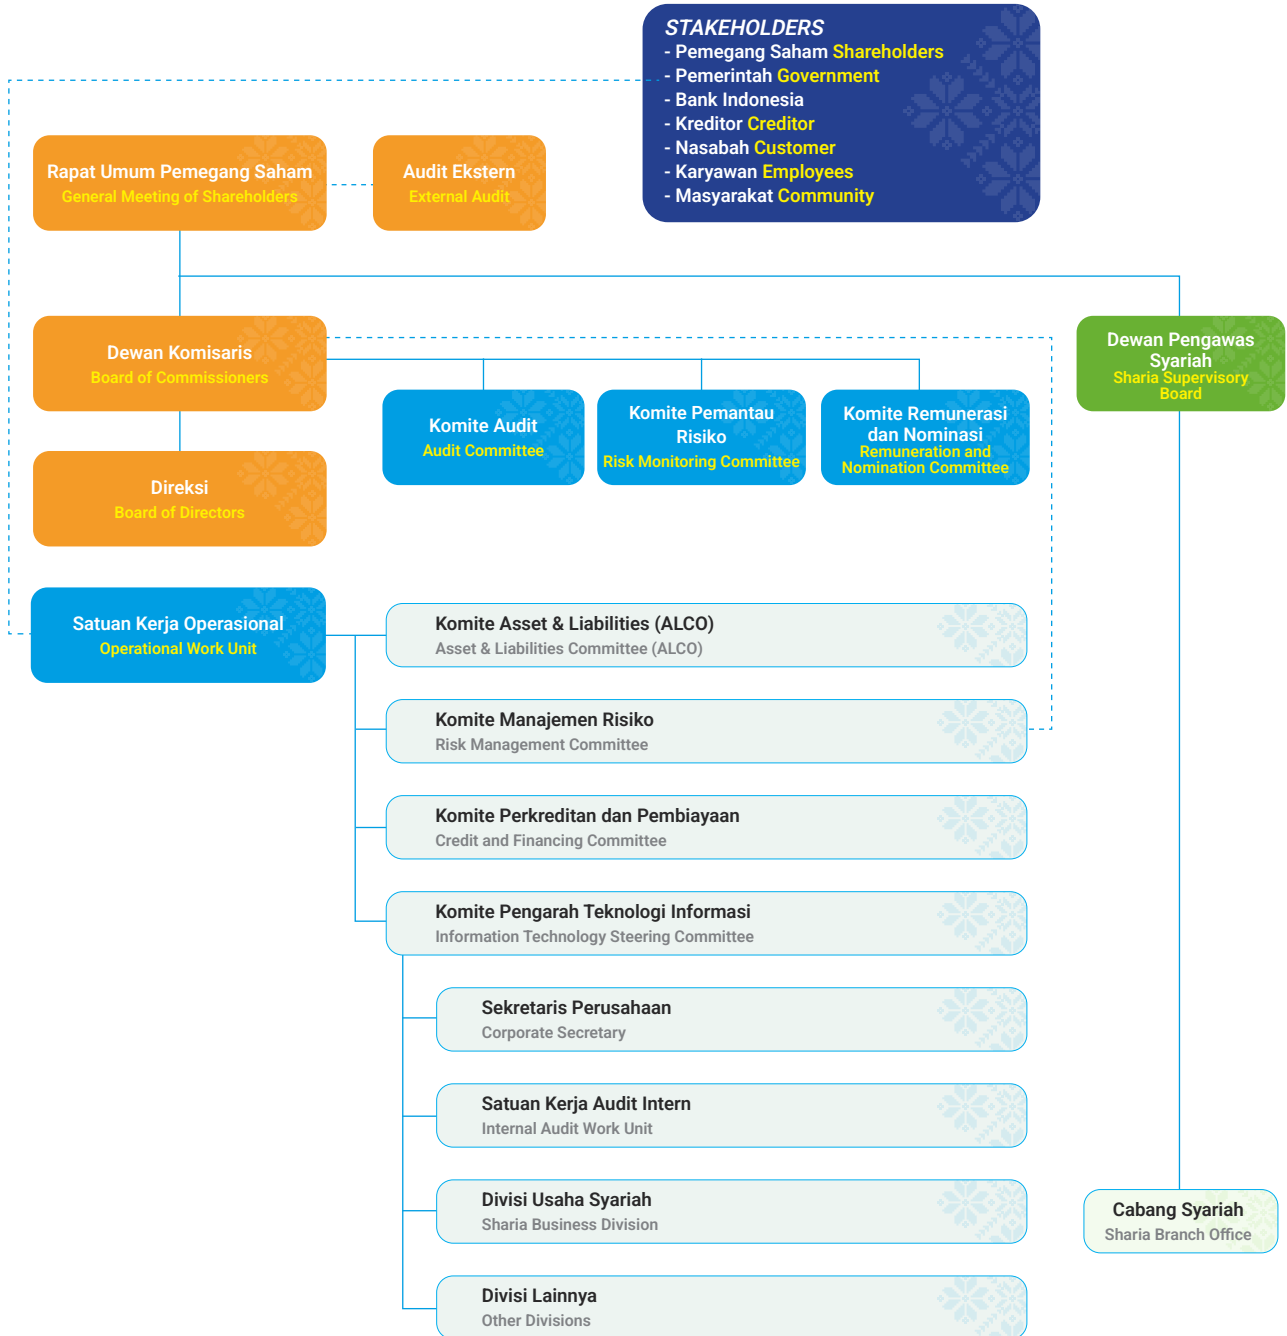 STAKEHOLDERS
- Pemegang Saham Shareholders
- Pemerintah Government
- Bank Indonesia
- Kreditor Creditor
- Nasabah Customer
- Karyawan Employees
- Masyarakat Community
Rapat Umum Pemegang Saham
General Meeting of Shareholders
Audit Ekstern
External Audit
Dewan Komisaris
Board of Commissioners
Dewan Pengawas
Syariah
Sharia Supervisory
Board
Komite Audit
Audit Committee
Komite Pemantau
Risiko
Risk Monitoring Committee
Komite Remunerasi
dan Nominasi
Remuneration and
Nomination Committee
Direksi
Board of Directors
Satuan Kerja Operasional
Operational Work Unit
Komite Asset & Liabilities (ALCO)
Asset & Liabilities Committee (ALCO)
Komite Manajemen Risiko
Risk Management Committee
Komite Perkreditan dan Pembiayaan
Credit and Financing Committee
Komite Pengarah Teknologi Informasi
Information Technology Steering Committee
Sekretaris Perusahaan
Corporate Secretary
Satuan Kerja Audit Intern
Internal Audit Work Unit
Divisi Usaha Syariah
Sharia Business Division
Cabang Syariah
Sharia Branch Office
Divisi Lainnya
Other Divisions